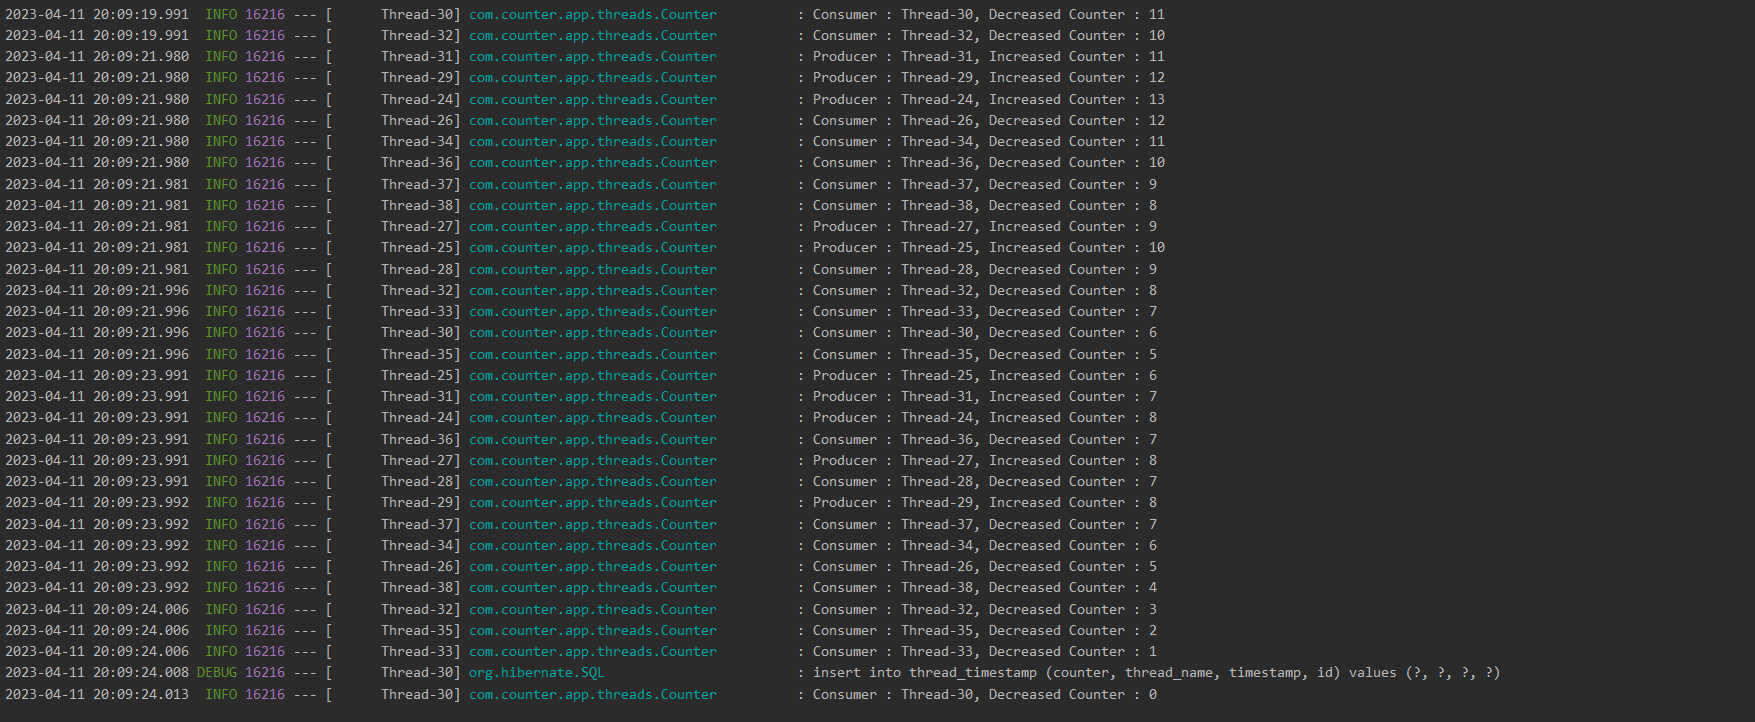 2023-04-11 20:09:19.991  INFO 16216 --- [      Thread-30] com.counter.app.threads.Counter          : Consumer : Thread-30, Decreased Counter : 11
2023-04-11 20:09:19.991  INFO 16216 --- [      Thread-32] com.counter.app.threads.Counter          : Consumer : Thread-32, Decreased Counter : 10
2023-04-11 20:09:21.980  INFO 16216 --- [      Thread-31] com.counter.app.threads.Counter          : Producer : Thread-31, Increased Counter : 11
2023-04-11 20:09:21.980  INFO 16216 --- [      Thread-29] com.counter.app.threads.Counter          : Producer : Thread-29, Increased Counter : 12
2023-04-11 20:09:21.980  INFO 16216 --- [      Thread-24] com.counter.app.threads.Counter          : Producer : Thread-24, Increased Counter : 13
2023-04-11 20:09:21.980  INFO 16216 --- [      Thread-26] com.counter.app.threads.Counter          : Consumer : Thread-26, Decreased Counter : 12
2023-04-11 20:09:21.980  INFO 16216 --- [      Thread-34] com.counter.app.threads.Counter          : Consumer : Thread-34, Decreased Counter : 11
2023-04-11 20:09:21.980  INFO 16216 --- [      Thread-36] com.counter.app.threads.Counter          : Consumer : Thread-36, Decreased Counter : 10
2023-04-11 20:09:21.981  INFO 16216 --- [      Thread-37] com.counter.app.threads.Counter          : Consumer : Thread-37, Decreased Counter : 9
2023-04-11 20:09:21.981  INFO 16216 --- [      Thread-38] com.counter.app.threads.Counter          : Consumer : Thread-38, Decreased Counter : 8
2023-04-11 20:09:21.981  INFO 16216 --- [      Thread-27] com.counter.app.threads.Counter          : Producer : Thread-27, Increased Counter : 9
2023-04-11 20:09:21.981  INFO 16216 --- [      Thread-25] com.counter.app.threads.Counter          : Producer : Thread-25, Increased Counter : 10
2023-04-11 20:09:21.981  INFO 16216 --- [      Thread-28] com.counter.app.threads.Counter          : Consumer : Thread-28, Decreased Counter : 9
2023-04-11 20:09:21.996  INFO 16216 --- [      Thread-32] com.counter.app.threads.Counter          : Consumer : Thread-32, Decreased Counter : 8
2023-04-11 20:09:21.996  INFO 16216 --- [      Thread-33] com.counter.app.threads.Counter          : Consumer : Thread-33, Decreased Counter : 7
2023-04-11 20:09:21.996  INFO 16216 --- [      Thread-30] com.counter.app.threads.Counter          : Consumer : Thread-30, Decreased Counter : 6
2023-04-11 20:09:21.996  INFO 16216 --- [      Thread-35] com.counter.app.threads.Counter          : Consumer : Thread-35, Decreased Counter : 5
2023-04-11 20:09:23.991  INFO 16216 --- [      Thread-25] com.counter.app.threads.Counter          : Producer : Thread-25, Increased Counter : 6
2023-04-11 20:09:23.991  INFO 16216 --- [      Thread-31] com.counter.app.threads.Counter          : Producer : Thread-31, Increased Counter : 7
2023-04-11 20:09:23.991  INFO 16216 --- [      Thread-24] com.counter.app.threads.Counter          : Producer : Thread-24, Increased Counter : 8
2023-04-11 20:09:23.991  INFO 16216 --- [      Thread-36] com.counter.app.threads.Counter          : Consumer : Thread-36, Decreased Counter : 7
2023-04-11 20:09:23.991  INFO 16216 --- [      Thread-27] com.counter.app.threads.Counter          : Producer : Thread-27, Increased Counter : 8
2023-04-11 20:09:23.991  INFO 16216 --- [      Thread-28] com.counter.app.threads.Counter          : Consumer : Thread-28, Decreased Counter : 7
2023-04-11 20:09:23.992  INFO 16216 --- [      Thread-29] com.counter.app.threads.Counter          : Producer : Thread-29, Increased Counter : 8
2023-04-11 20:09:23.992  INFO 16216 --- [      Thread-37] com.counter.app.threads.Counter          : Consumer : Thread-37, Decreased Counter : 7
2023-04-11 20:09:23.992  INFO 16216 --- [      Thread-34] com.counter.app.threads.Counter          : Consumer : Thread-34, Decreased Counter : 6
2023-04-11 20:09:23.992  INFO 16216 --- [      Thread-26] com.counter.app.threads.Counter          : Consumer : Thread-26, Decreased Counter : 5
2023-04-11 20:09:23.992  INFO 16216 --- [      Thread-38] com.counter.app.threads.Counter          : Consumer : Thread-38, Decreased Counter : 4
2023-04-11 20:09:24.006  INFO 16216 --- [      Thread-32] com.counter.app.threads.Counter          : Consumer : Thread-32, Decreased Counter : 3
2023-04-11 20:09:24.006  INFO 16216 --- [      Thread-35] com.counter.app.threads.Counter          : Consumer : Thread-35, Decreased Counter : 2
2023-04-11 20:09:24.006  INFO 16216 --- [      Thread-33] com.counter.app.threads.Counter          : Consumer : Thread-33, Decreased Counter : 1
2023-04-11 20:09:24.008 DEBUG 16216 --- [      Thread-30] org.hibernate.SQL                        : insert into thread_timestamp (counter, thread_name, timestamp, id) values (?, ?, ?, ?)
2023-04-11 20:09:24.013  INFO 16216 --- [      Thread-30] com.counter.app.threads.Counter          : Consumer : Thread-30, Decreased Counter : 0